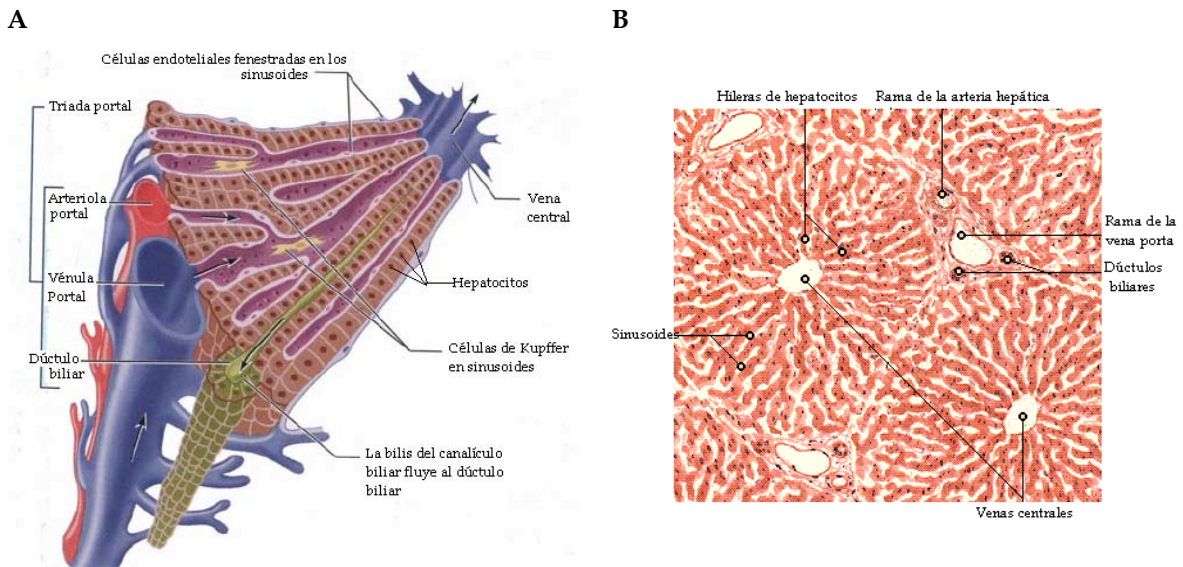 A
Células endoteliales fenestradas en los
sinusoides
Triada portal
Arteriola
portal
Vénula
Portal
Dúctulo
biliar
Vena
central
Hepatocitos
Células de Kupffer
en sinusoides
La bilis del canalículo
biliar fluye al dúctulo
biliar
B
Hileras de hepatocitos
Rama de la arteria hepática
Rama de la
vena porta
Dúctulos
biliares
Sinusoides
Venas centrales